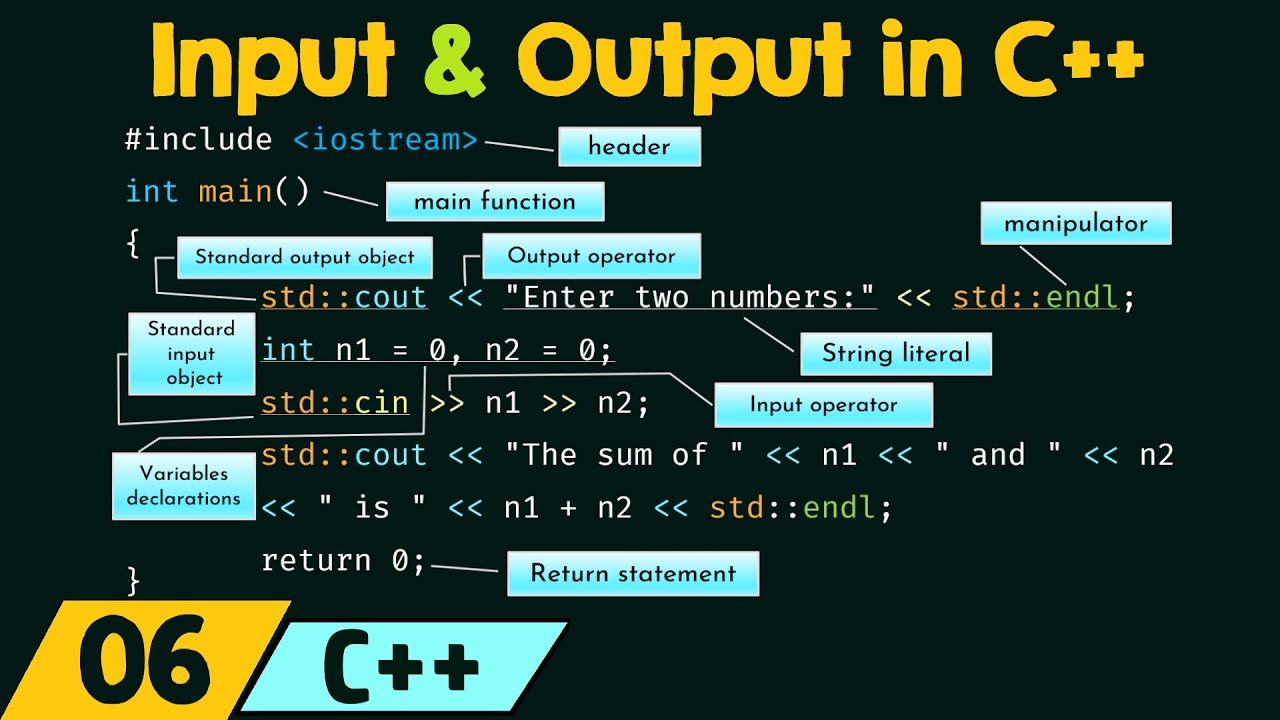 Input & Output in C++
#include <iostream>
header
int main()
main function
manipulator
{
Standard output object
Output operator
std::cout << "Enter two numbers:" << std::endl;
Standard
input
object
String literal
int n1 = 0, n2 = 0;
std::cin >> n1 >> n2;
Input operator
Variables
declarations
std::cout << "The sum of " << n1 << " and " << n2
<< " is " << n1 + n2 << std::endl;
return 0;
Return statement
}
06
C++